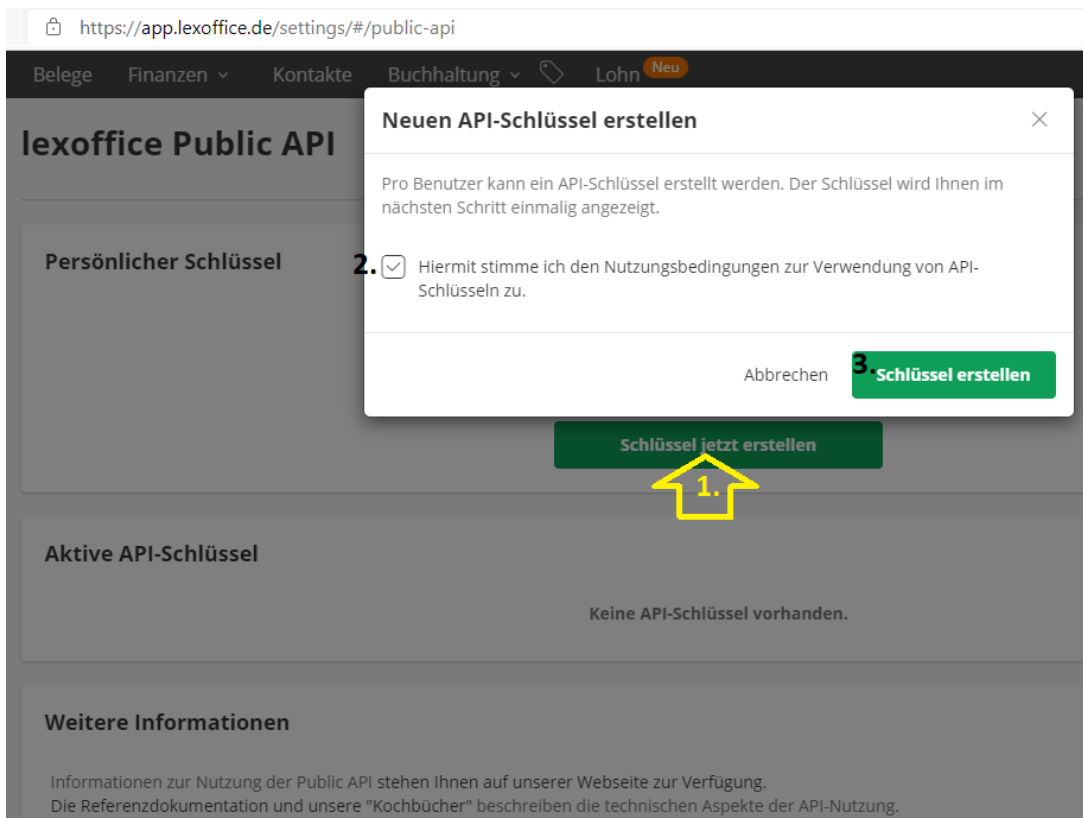 https://app.lexoffice.de/settings/#/public-api
Belege Finanzen Kontakte Buchhaltung Lohn Neu
lexoffice Public API
Neuen API-Schlüssel erstellen
Pro Benutzer kann ein API-Schlüssel erstellt werden. Der Schlüssel wird Ihnen im
nächsten Schritt einmalig angezeigt.
Persönlicher Schlüssel
2. Hiermit stimme ich den Nutzungsbedingungen zur Verwendung von API-
Schlüsseln zu.
Abbrechen 3. Schlüssel erstellen
Schlüssel jetzt erstellen
1.
Aktive API-Schlüssel
Keine API-Schlüssel vorhanden.
Weitere Informationen
Informationen zur Nutzung der Public API stehen Ihnen auf unserer Webseite zur Verfügung.
Die Referenzdokumentation und unsere "Kochbücher" beschreiben die technischen Aspekte der API-Nutzung.